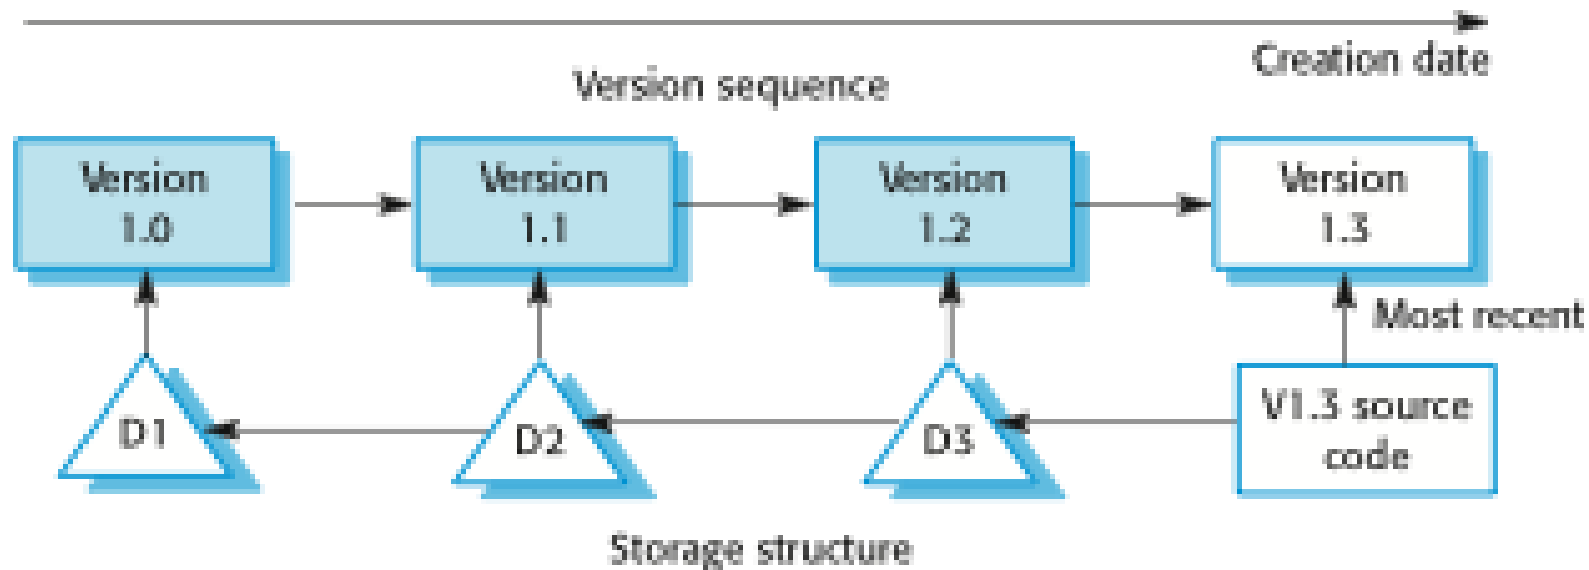 Creation date
Version sequence
Version
1.0
Version
1.1
Version
1.2
Version
1.3
Most recent
D1
D2
D3
V1.3 source
code
Storage structure